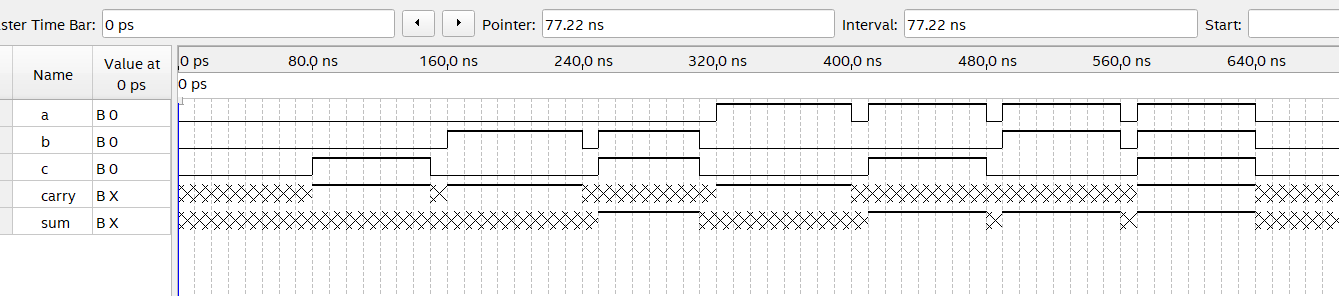 ster Time Bar: 0 ps Pointer: 77.22 ns Interval: 77.22 ns Start:
Name Value at 0 ps 0 ps 80.0 ns 160.0 ns 240.0 ns 320.0 ns 400.0 ns 480.0 ns 560.0 ns 640.0 ns
0 ps
a B 0
b B 0
c B 0
carry B X
sum B X